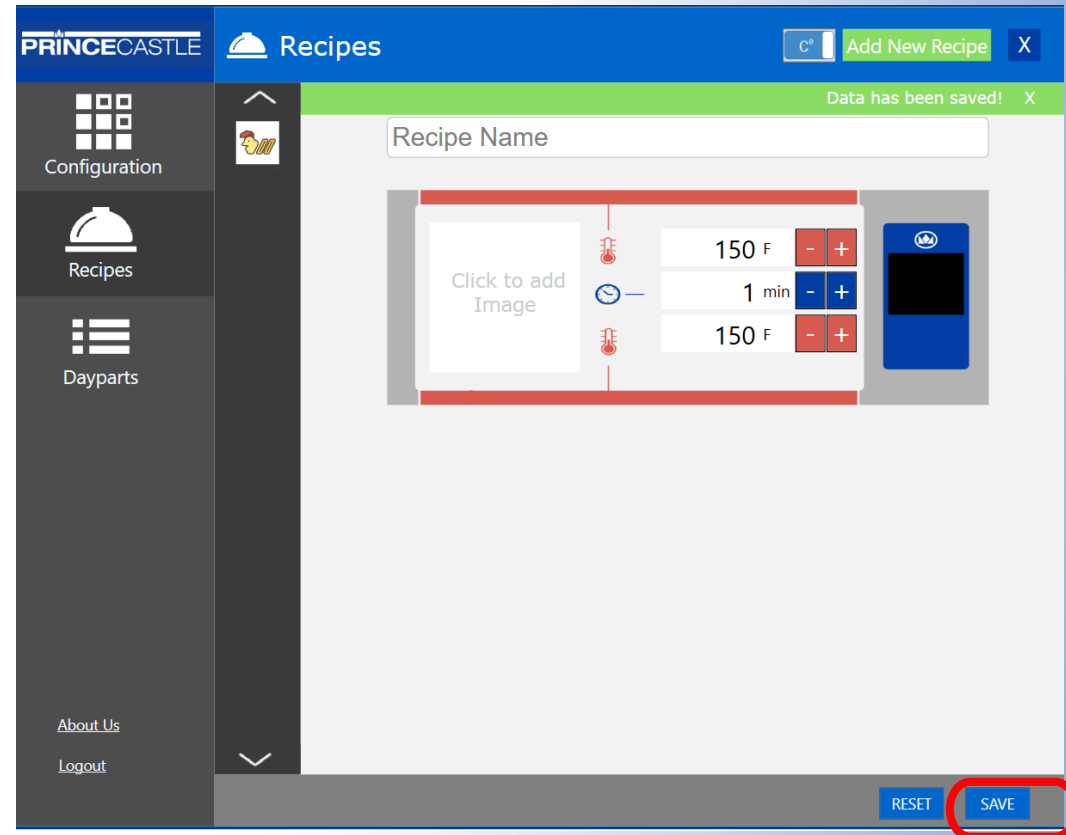 PRINCECASTLE
Recipes
C°
Add New Recipe
X
Data has been saved! X
Configuration
Recipes
Dayparts
About Us
Logout
Recipe Name
Click to add
Image
150 F - +
1 min - +
150 F - +
RESET
SAVE